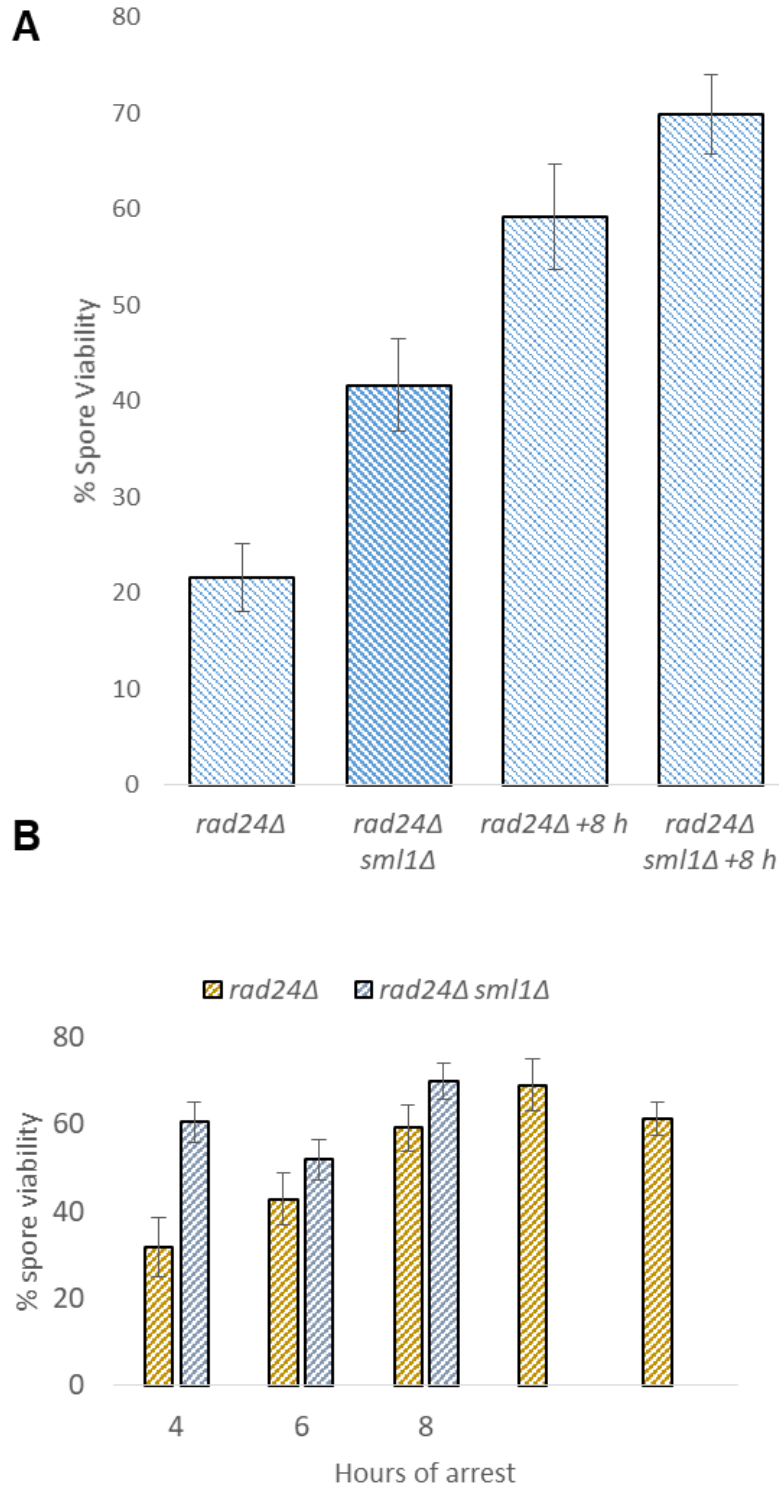 A
80
70
60
50
40
30
20
10
0
% Spore Viability
rad24Δ
rad24Δ
sml1Δ
rad24Δ +8 h
rad24Δ
sml1Δ +8 h
B
rad24Δ
rad24Δ sml1Δ
80
60
40
20
0
% spore viability
4 6 8
Hours of arrest